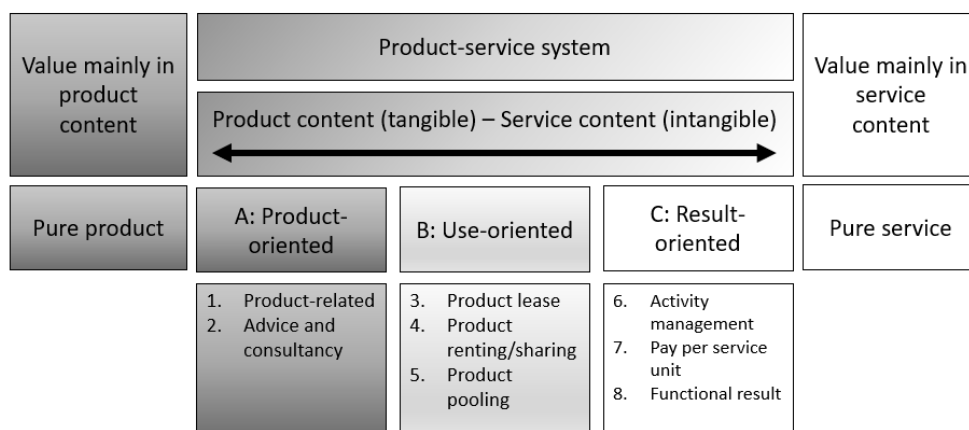 Value mainly in
product
content
Product-service system
Product content (tangible) – Service content (intangible)
Value mainly in
service
content
Pure product
A: Product-
oriented
B: Use-oriented
C: Result-
oriented
Pure service
1. Product-related
2. Advice and
consultancy
3. Product lease
4. Product
renting/sharing
5. Product
pooling
6. Activity
management
7. Pay per service
unit
8. Functional result